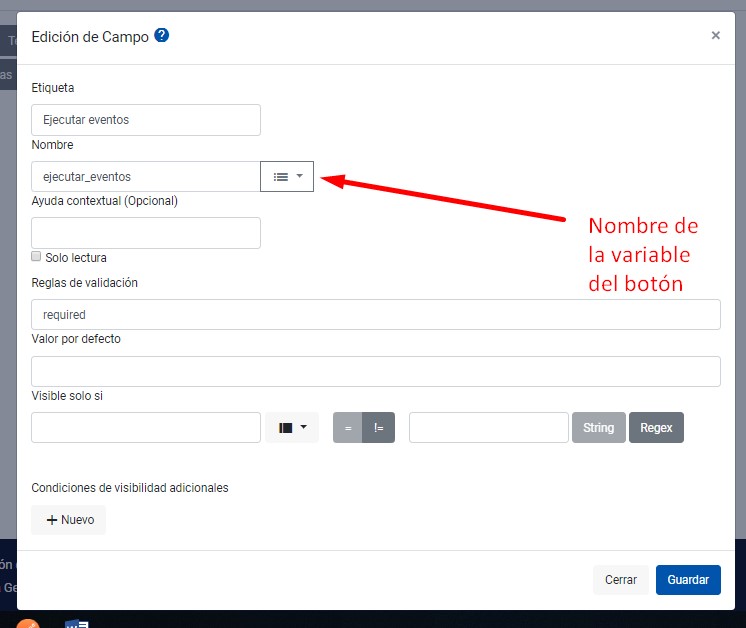 Edición de Campo ?
×
Etiqueta
Ejecutar eventos
Nombre
ejecutar_eventos
Ayuda contextual (Opcional)
Nombre de
la variable
del botón
Solo lectura
Reglas de validación
required
Valor por defecto
Visible solo si
= != String Regex
Condiciones de visibilidad adicionales
+ Nuevo
Cerrar Guardar